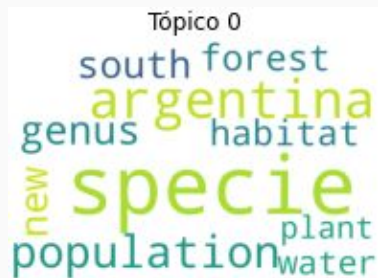 Tópico 0
south forest
argentina
genus habitat
new specie
plant
population water